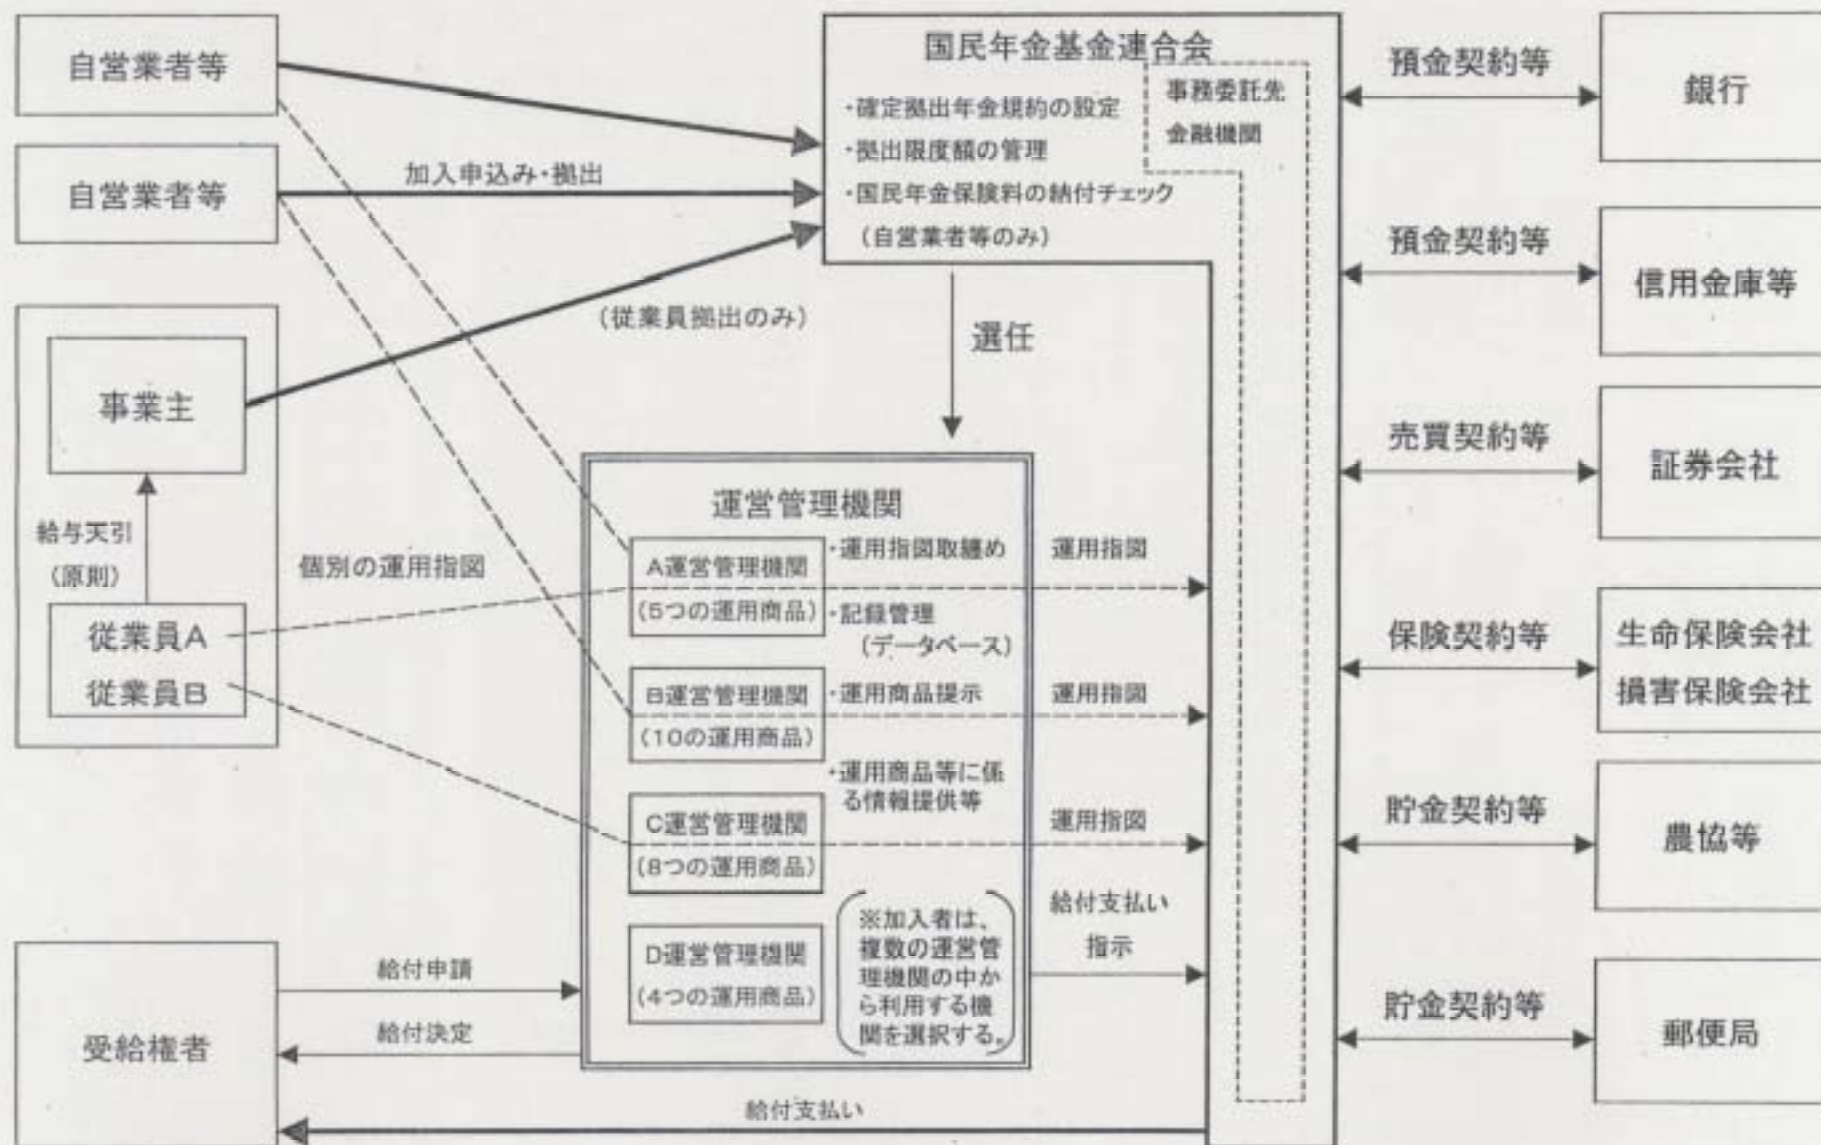 自営業者等
自営業者等
加入申込み・拠出
(従業員拠出のみ)
事業主
給与天引
(原則)
従業員A
従業員B
個別の運用指図
国民年金基金連合会
・確定拠出年金規約の設定
・拠出限度額の管理
・国民年金保険料の納付チェック
(自営業者等のみ)
事務委託先
金融機関
選任
運営管理機関
A運営管理機関
(5つの運用商品)
B運営管理機関
(10の運用商品)
C運営管理機関
(8つの運用商品)
D運営管理機関
(4つの運用商品)
・運用指図取纏め
・記録管理
(データベース)
・運用商品提示
・運用商品等に係
る情報提供等
※加入者は、
複数の運営管
理機関の中か
ら利用する機
関を選択する。
運用指図
運用指図
運用指図
給付支払い
指示
受給権者
給付申請
給付決定
給付支払い
預金契約等
銀行
預金契約等
信用金庫等
売買契約等
証券会社
保険契約等
生命保険会社
損害保険会社
貯金契約等
農協等
貯金契約等
郵便局